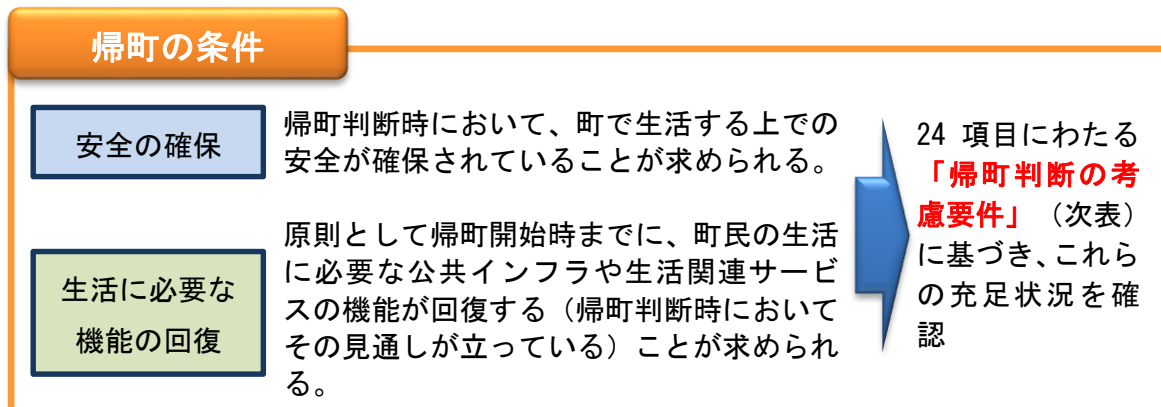 帰町の条件
安全の確保
帰町判断時において、町で生活する上での
安全が確保されていることが求められる。
生活に必要な
機能の回復
原則として帰町開始時までに、町民の生活
に必要な公共インフラや生活関連サービ
スの機能が回復する（帰町判断時において
その見通しが立っている）ことが求められ
る。
24 項目にわたる
「帰町判断の考
慮要件」（次表）
に基づき、これら
の充足状況を確
認